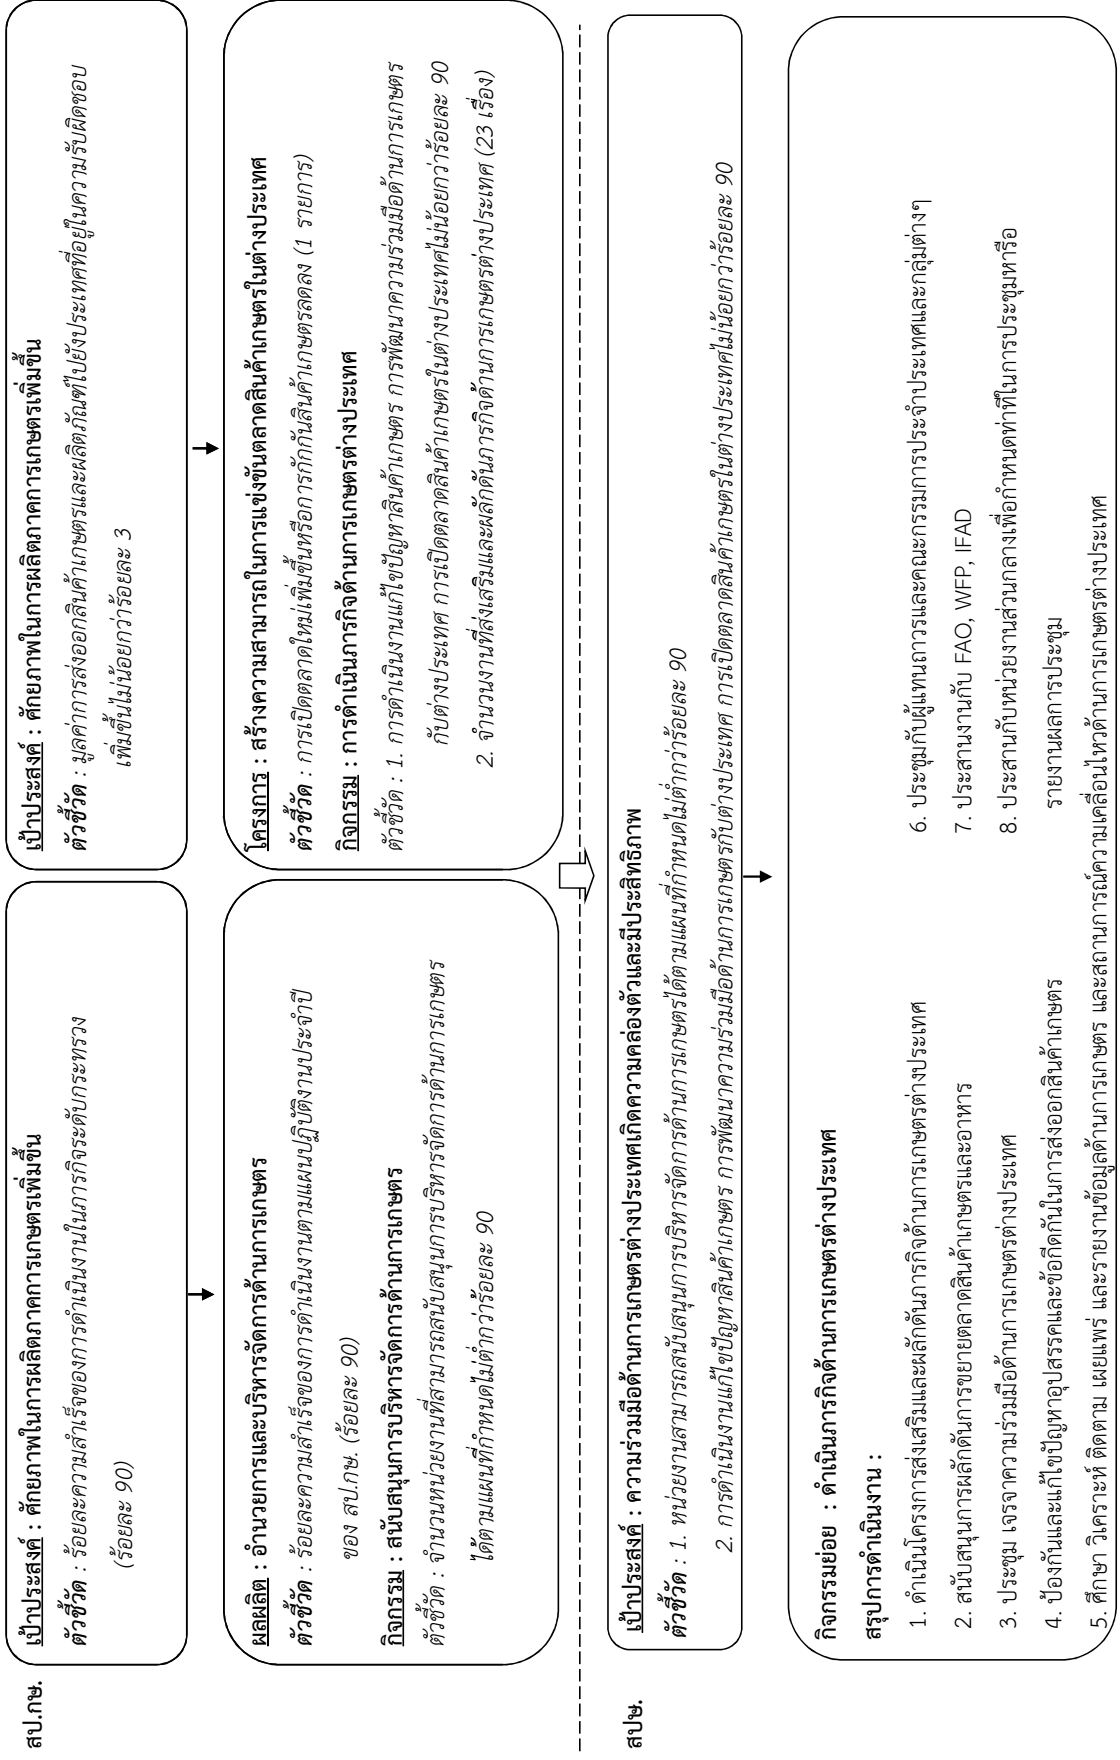 สป.กษ.
เป้าประสงค์ : ศักยภาพในการผลิตภาคการเกษตรเพิ่มขึ้น
ตัวชี้วัด : ร้อยละความสำเร็จของการดำเนินงานในภารกิจระดับกระทรวง
(ร้อยละ 90)
เป้าประสงค์ : ศักยภาพในการผลิตภาคการเกษตรเพิ่มขึ้น
ตัวชี้วัด : มูลค่าการส่งออกสินค้าเกษตรและผลิตภัณฑ์ไปยังประเทศที่อยู่ในความรับผิดชอบ
เพิ่มขึ้นไม่น้อยกว่าร้อยละ 3
ผลผลิต : อำนวยการและบริหารจัดการด้านการเกษตร
ตัวชี้วัด : ร้อยละความสำเร็จของการดำเนินงานตามแผนปฏิบัติงานประจำปี
ของ สป.กษ. (ร้อยละ 90)
กิจกรรม : สนับสนุนการบริหารจัดการด้านการเกษตร
ตัวชี้วัด : จำนวนหน่วยงานที่สามารถสนับสนุนการบริหารจัดการด้านการเกษตร
ได้ตามแผนที่กำหนดไม่ต่ำกว่าร้อยละ 90
โครงการ : สร้างความสามารถในการแข่งขันตลาดสินค้าเกษตรในต่างประเทศ
ตัวชี้วัด : การเปิดตลาดใหม่เพิ่มขึ้นหรือการกักกันสินค้าเกษตรลดลง (1 รายการ)
กิจกรรม : การดำเนินภารกิจด้านการเกษตรต่างประเทศ
ตัวชี้วัด : 1. การดำเนินงานแก้ไขปัญหาสินค้าเกษตร การพัฒนาความร่วมมือด้านการเกษตร
กับต่างประเทศ การเปิดตลาดสินค้าเกษตรในต่างประเทศไม่น้อยกว่าร้อยละ 90
2. จำนวนงานที่ส่งเสริมและผลักดันภารกิจด้านการเกษตรต่างประเทศ (23 เรื่อง)
สปษ.
เป้าประสงค์ : ความร่วมมือด้านการเกษตรต่างประเทศเกิดความคล่องตัวและมีประสิทธิภาพ
ตัวชี้วัด : 1. หน่วยงานสามารถสนับสนุนการบริหารจัดการด้านการเกษตรได้ตามแผนที่กำหนดไม่ต่ำกว่าร้อยละ 90
2. การดำเนินงานแก้ไขปัญหาสินค้าเกษตร การพัฒนาความร่วมมือด้านการเกษตรกับต่างประเทศ การเปิดตลาดสินค้าเกษตรในต่างประเทศไม่น้อยกว่าร้อยละ 90
กิจกรรมย่อย : ดำเนินภารกิจด้านการเกษตรต่างประเทศ
สรุปการดำเนินงาน :
1. ดำเนินโครงการส่งเสริมและผลักดันภารกิจด้านการเกษตรต่างประเทศ
2. สนับสนุนการผลักดันการขยายตลาดสินค้าเกษตรและอาหาร
3. ประชุม เจรจาความร่วมมือด้านการเกษตรต่างประเทศ
4. ป้องกันและแก้ไขปัญหาอุปสรรคและข้อกีดกันในการส่งออกสินค้าเกษตร
5. ศึกษา วิเคราะห์ ติดตาม เผยแพร่ และรายงานข้อมูลด้านการเกษตร และสถานการณ์ความเคลื่อนไหวด้านการเกษตรต่างประเทศ
6. ประชุมกับผู้แทนถาวรและคณะกรรมการประจำประเทศและกลุ่มต่างๆ
7. ประสานงานกับ FAO, WFP, IFAD
8. ประสานกับหน่วยงานส่วนกลางเพื่อกำหนดท่าทีในการประชุมหารือ
รายงานผลการประชุม